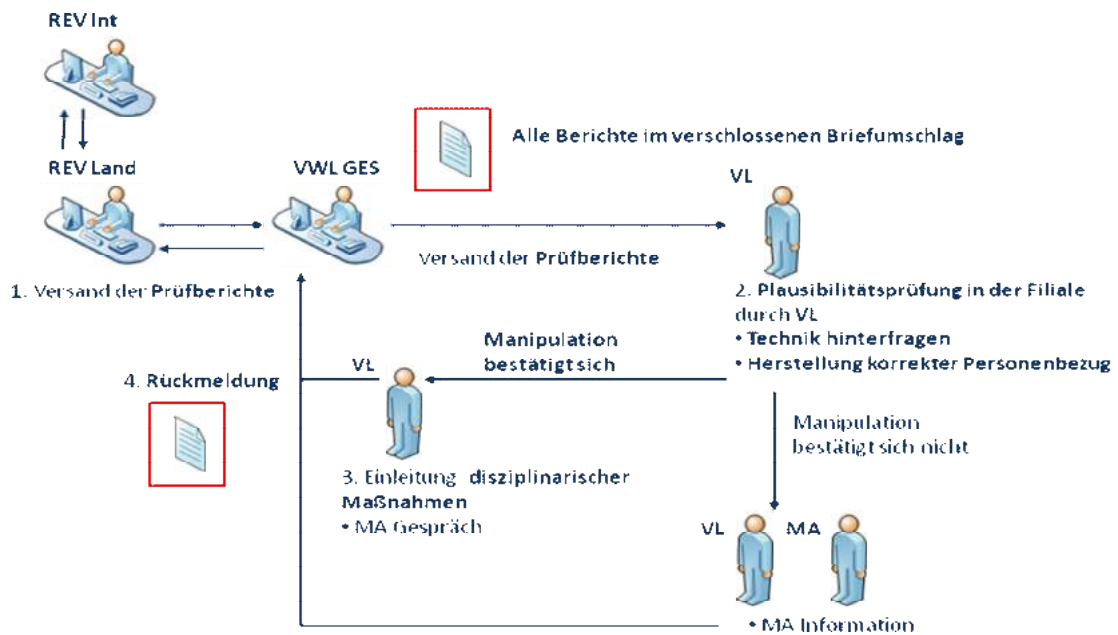 REV Int
REV Land
VWL GES
Alle Berichte im verschlossenen Briefumschlag
VL
Versand der Prüfberichte
1. Versand der Prüfberichte
2. Plausibilitätsprüfung in der Filiale
durch VL
• Technik hinterfragen
• Herstellung korrekter Personenbezug
Manipulation
bestätigt sich
VL
4. Rückmeldung
Manipulation
bestätigt sich nicht
3. Einleitung disziplinarischer
Maßnahmen
• MA Gespräch
VL MA
• MA Information